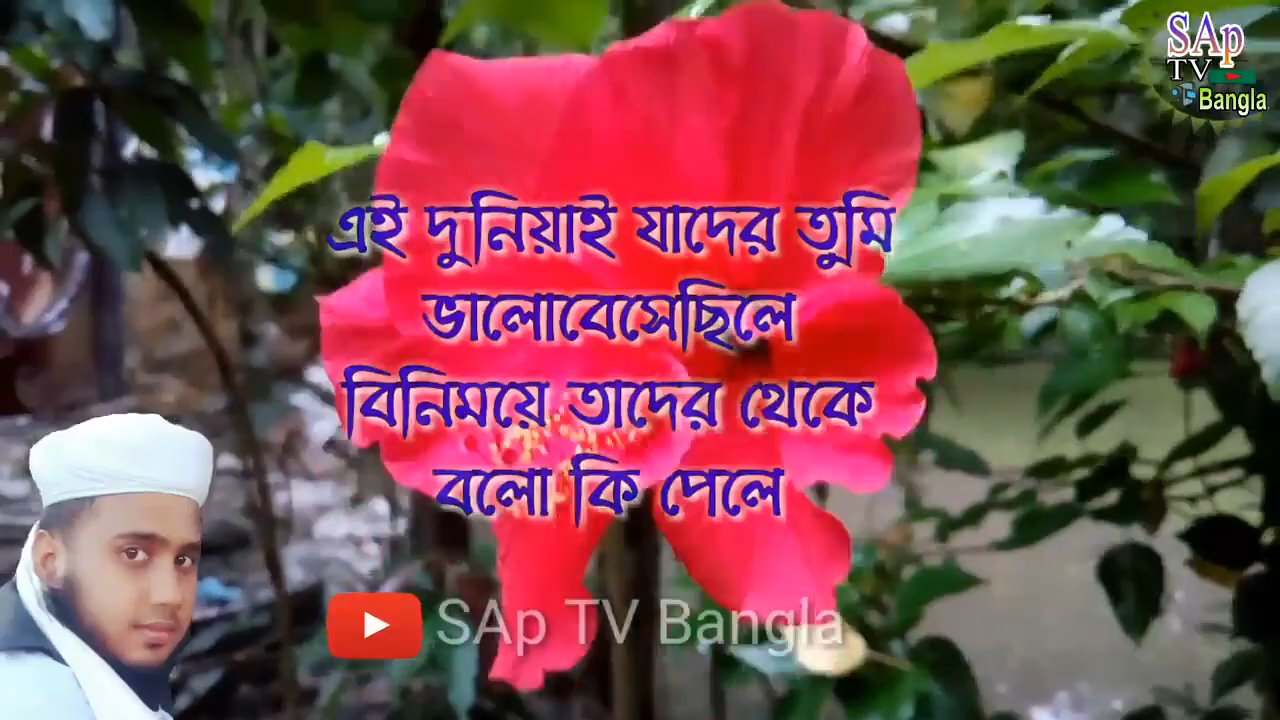 SAp
TV
Bangla
এই দুনিয়াই যাদের তুমি
ভালোবেসেছিলে
বিনিময়ে তাদের থেকে
বলো কি পেলে
SAp TV Bangla